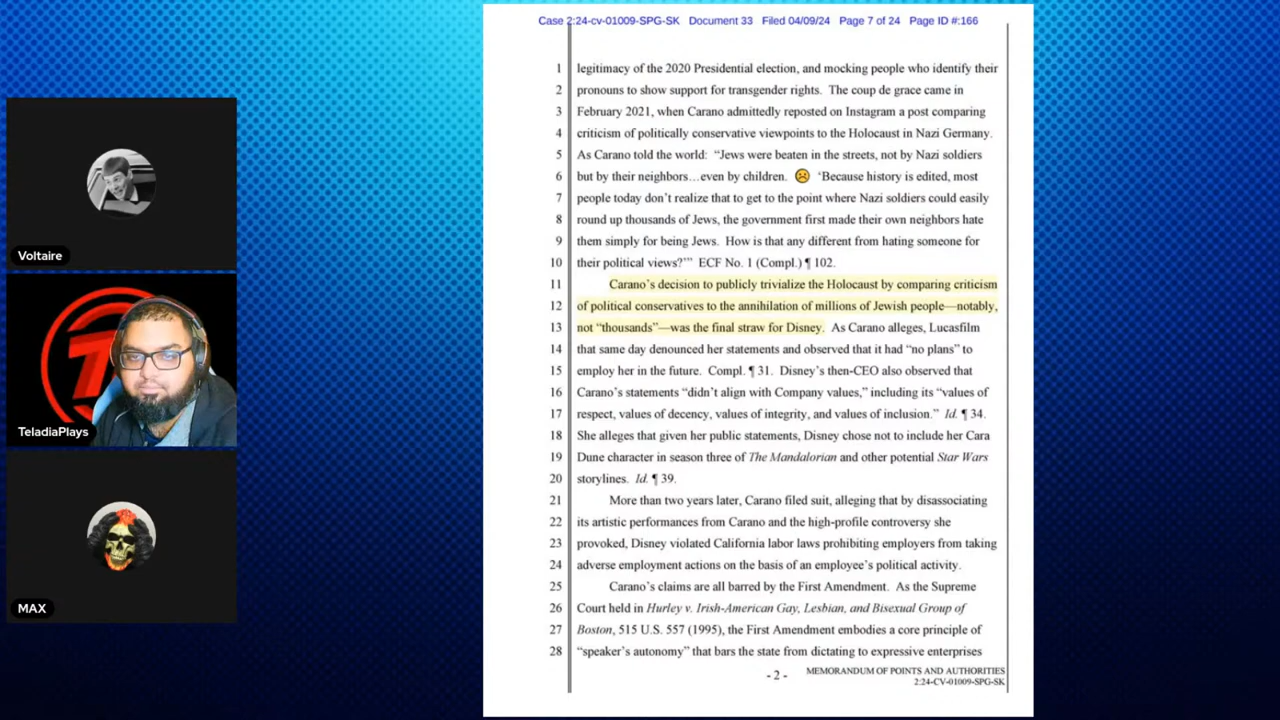 Case 2:24-cv-01009-SPG-SK Document 33 Filed 04/09/24 Page 7 of 24 Page ID #:166
1 legitimacy of the 2020 Presidential election, and mocking people who identify their
2 pronouns to show support for transgender rights. The coup de grace came in
3 February 2021, when Carano admittedly reposted on Instagram a post comparing
4 criticism of politically conservative viewpoints to the Holocaust in Nazi Germany.
5 As Carano told the world: “Jews were beaten in the streets, not by Nazi soldiers
6 but by their neighbors…even by children. ☹ ‘Because history is edited, most
7 people today don’t realize that to get to the point where Nazi soldiers could easily
8 round up thousands of Jews, the government first made their own neighbors hate
9 them simply for being Jews. How is that any different from hating someone for
10 their political views?’” ECF No. 1 (Compl.) ¶ 102.
11 Carano’s decision to publicly trivialize the Holocaust by comparing criticism
12 of political conservatives to the annihilation of millions of Jewish people—notably,
13 not “thousands”—was the final straw for Disney. As Carano alleges, Lucasfilm
14 that same day denounced her statements and observed that it had “no plans” to
15 employ her in the future. Compl. ¶ 31. Disney’s then-CEO also observed that
16 Carano’s statements “didn’t align with Company values,” including its “values of
17 respect, values of decency, values of integrity, and values of inclusion.” Id. ¶ 34.
18 She alleges that given her public statements, Disney chose not to include her Cara
19 Dune character in season three of The Mandalorian and other potential Star Wars
20 storylines. Id. ¶ 39.
21 More than two years later, Carano filed suit, alleging that by disassociating
22 its artistic performances from Carano and the high-profile controversy she
23 provoked, Disney violated California labor laws prohibiting employers from taking
24 adverse employment actions on the basis of an employee’s political activity.
25 Carano’s claims are all barred by the First Amendment. As the Supreme
26 Court held in Hurley v. Irish-American Gay, Lesbian, and Bisexual Group of
27 Boston, 515 U.S. 557 (1995), the First Amendment embodies a core principle of
28 “speaker’s autonomy” that bars the state from dictating to expressive enterprises
- 2 -
MEMORANDUM OF POINTS AND AUTHORITIES
2:24-CV-01009-SPG-SK
Voltaire
TeladiaPlays
MAX